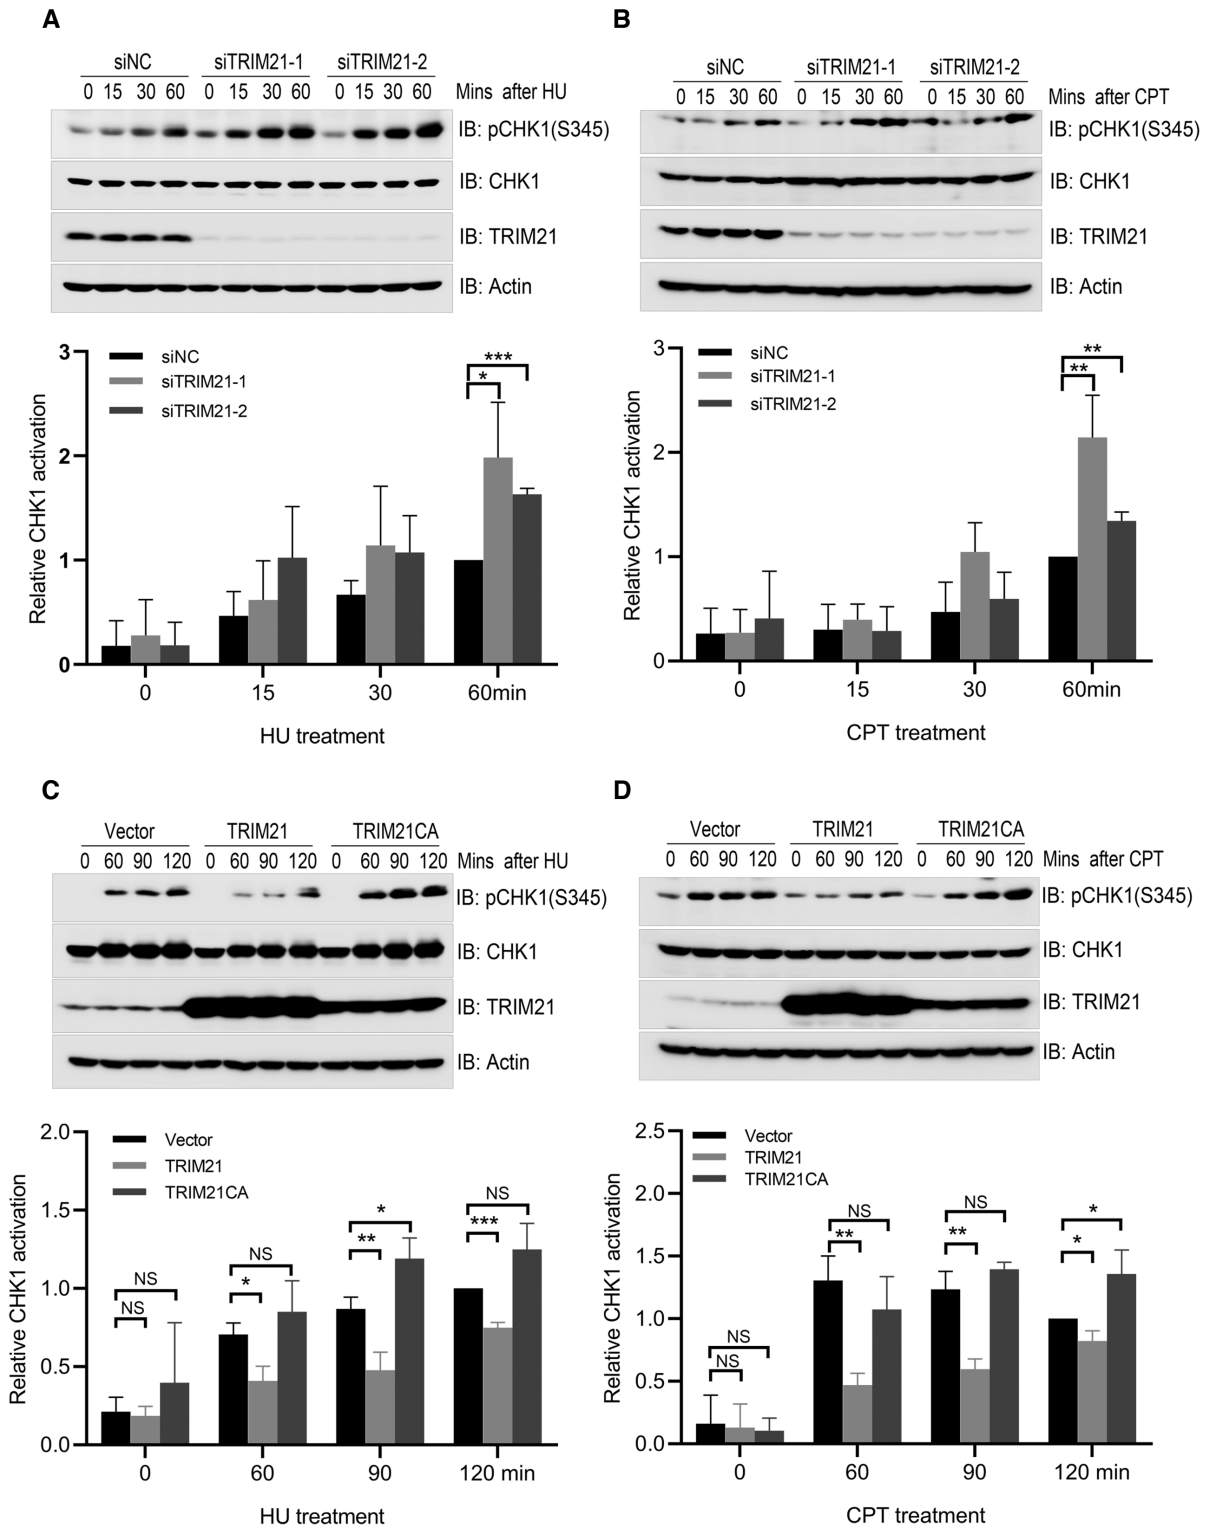 A
siNC siTRIM21-1 siTRIM21-2
0 15 30 60 0 15 30 60 0 15 30 60 Mins after HU
IB: pCHK1(S345)
IB: CHK1
IB: TRIM21
IB: Actin
3
2
1
0
Relative CHK1 activation
siNC
siTRIM21-1
siTRIM21-2
***
*
0 15 30 60min
HU treatment
B
siNC siTRIM21-1 siTRIM21-2
0 15 30 60 0 15 30 60 0 15 30 60 Mins after CPT
IB: pCHK1(S345)
IB: CHK1
IB: TRIM21
IB: Actin
3
2
1
0
Relative CHK1 activation
siNC
siTRIM21-1
siTRIM21-2
**
**
0 15 30 60min
CPT treatment
C
Vector TRIM21 TRIM21CA
0 60 90 120 0 60 90 120 0 60 90 120 Mins after HU
IB: pCHK1(S345)
IB: CHK1
IB: TRIM21
IB: Actin
2.0
1.5
1.0
0.5
0.0
Relative CHK1 activation
Vector
TRIM21
TRIM21CA
NS
NS
NS
*
*
**
NS
***
0 60 90 120 min
HU treatment
D
Vector TRIM21 TRIM21CA
0 60 90 120 0 60 90 120 0 60 90 120 Mins after CPT
IB: pCHK1(S345)
IB: CHK1
IB: TRIM21
IB: Actin
2.5
2.0
1.5
1.0
0.5
0.0
Relative CHK1 activation
Vector
TRIM21
TRIM21CA
NS
NS
NS
**
NS
**
*
*
0 60 90 120 min
CPT treatment